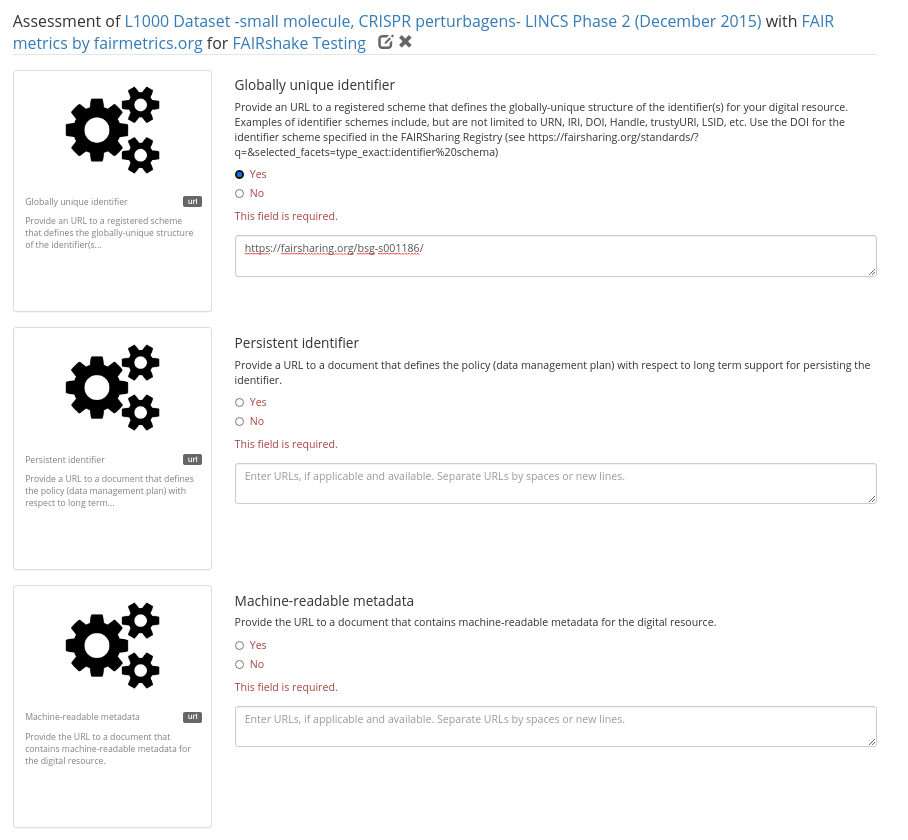 Assessment of L1000 Dataset -small molecule, CRISPR perturbagens- LINCS Phase 2 (December 2015) with FAIR
metrics by fairmetrics.org for FAIRshake Testing
Globally unique identifier
url
Provide an URL to a registered scheme
that defines the globally-unique structure
of the identifier(s...
Globally unique identifier
Provide an URL to a registered scheme that defines the globally-unique structure of the identifier(s) for your digital resource.
Examples of identifier schemes include, but are not limited to URN, IRI, DOI, Handle, trustyURI, LSID, etc. Use the DOI for the
identifier scheme specified in the FAIRSharing Registry (see https://fairsharing.org/standards/?
q=&selected_facets=type_exact:identifier%20schema)
Yes
No
This field is required.
https://fairsharing.org/bsg-s001186/
Persistent identifier
url
Provide a URL to a document that defines
the policy (data management plan) with
respect to long term...
Persistent identifier
Provide a URL to a document that defines the policy (data management plan) with respect to long term support for persisting the
identifier.
Yes
No
This field is required.
Enter URLs, if applicable and available. Separate URLs by spaces or new lines.
Machine-readable metadata
url
Provide the URL to a document that
contains machine-readable metadata for
the digital resource.
Machine-readable metadata
Provide the URL to a document that contains machine-readable metadata for the digital resource.
Yes
No
This field is required.
Enter URLs, if applicable and available. Separate URLs by spaces or new lines.